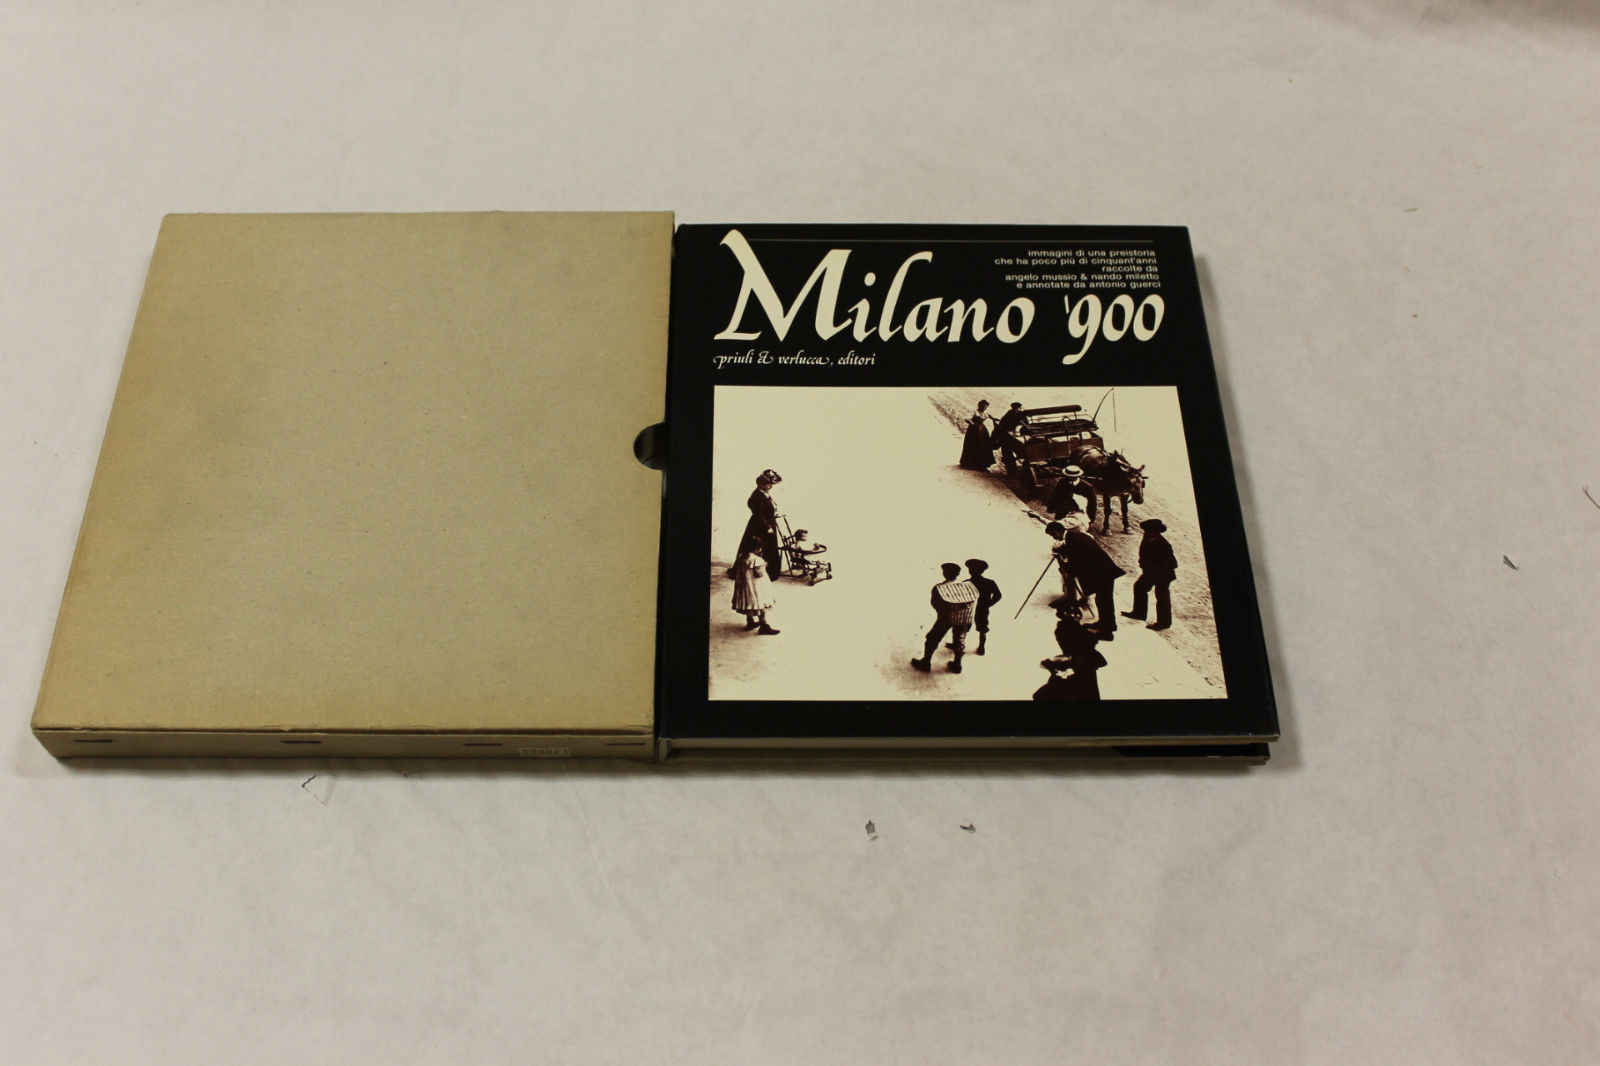 immagini di una preistoria
che ha poco più di cinquant'anni
raccolte da
angelo mussio & nando miletto
e annotate da antonio guerci
Milano '900
priuli & verlucca, editori